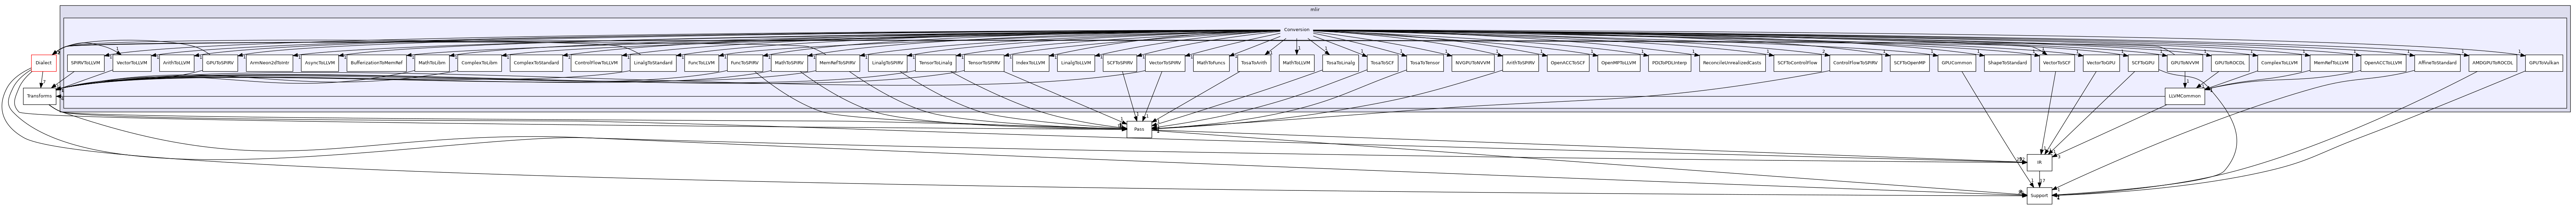 mlir
Conversion
Dialect
SPIRVToLLVM
VectorToLLVM
ArithToLLVM
GPUToSPIRV
ArmNeon2dToIntr
AsyncToLLVM
BufferizationToMemRef
MathToLibm
ComplexToLibm
ComplexToStandard
ControlFlowToLLVM
LinalgToStandard
FuncToLLVM
FuncToSPIRV
MathToSPIRV
MemRefToSPIRV
LinalgToSPIRV
TensorToLinalg
TensorToSPIRV
IndexToLLVM
LinalgToLLVM
SCFToSPIRV
VectorToSPIRV
MathToFuncs
TosaToArith
MathToLLVM
TosaToLinalg
TosaToSCF
TosaToTensor
NVGPUToNVVM
ArithToSPIRV
OpenACCToSCF
OpenMPToLLVM
PDLToPDLInterp
ReconcileUnrealizedCasts
SCFToControlFlow
ControlFlowToSPIRV
SCFToOpenMP
GPUCommon
ShapeToStandard
VectorToSCF
VectorToGPU
SCFToGPU
GPUToNVVM
GPUToROCDL
ComplexToLLVM
MemRefToLLVM
OpenACCToLLVM
AffineToStandard
AMDGPUToROCDL
GPUToVulkan
Transforms
LLVMCommon
Pass
IR
Support